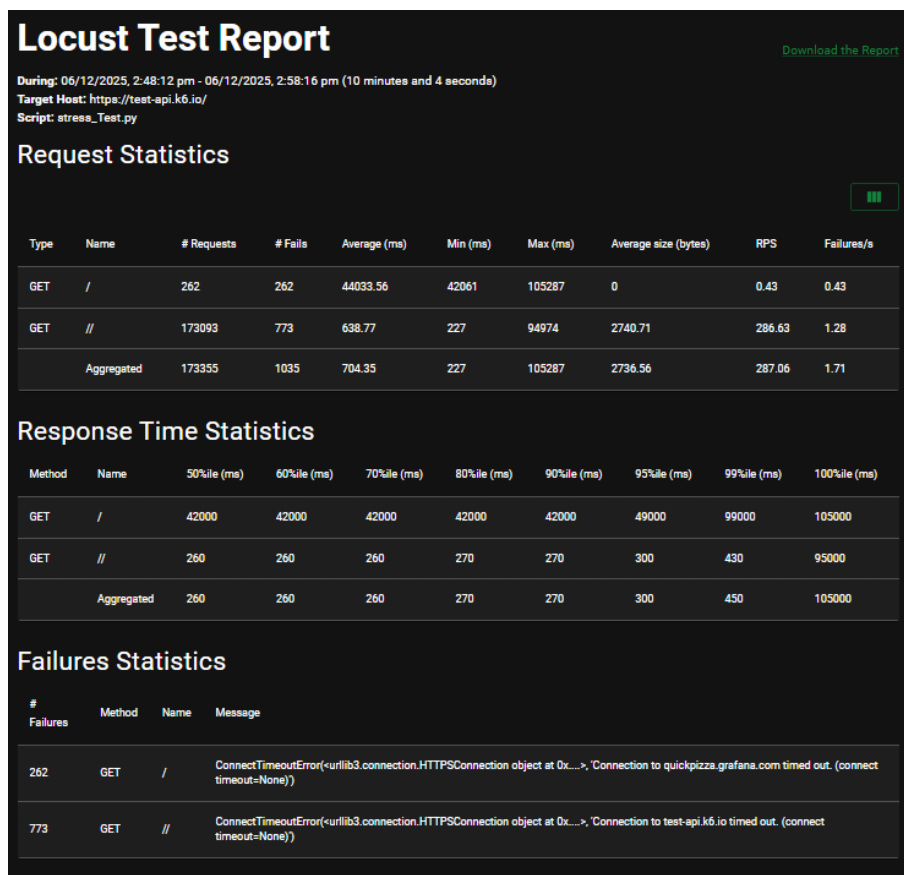 Locust Test Report
Download the Report
During: 06/12/2025, 2:48:12 pm - 06/12/2025, 2:58:16 pm (10 minutes and 4 seconds)
Target Host: https://test-api.k6.io/
Script: stress_Test.py
Request Statistics
Type Name # Requests # Fails Average (ms) Min (ms) Max (ms) Average size (bytes) RPS Failures/s
GET / 262 262 44033.56 42061 105287 0 0.43 0.43
GET // 173093 773 638.77 227 94974 2740.71 286.63 1.28
Aggregated 173355 1035 704.35 227 105287 2736.56 287.06 1.71
Response Time Statistics
Method Name 50%ile (ms) 60%ile (ms) 70%ile (ms) 80%ile (ms) 90%ile (ms) 95%ile (ms) 99%ile (ms) 100%ile (ms)
GET / 42000 42000 42000 42000 42000 49000 99000 105000
GET // 260 260 260 270 270 300 430 95000
Aggregated 260 260 260 270 270 300 450 105000
Failures Statistics
# Failures Method Name Message
262 GET / ConnectTimeoutError(<urllib3.connection.HTTPSConnection object at 0x....>, 'Connection to quickpizza.grafana.com timed out. (connect
timeout=None)')
773 GET // ConnectTimeoutError(<urllib3.connection.HTTPSConnection object at 0x....>, 'Connection to test-api.k6.io timed out. (connect
timeout=None)')